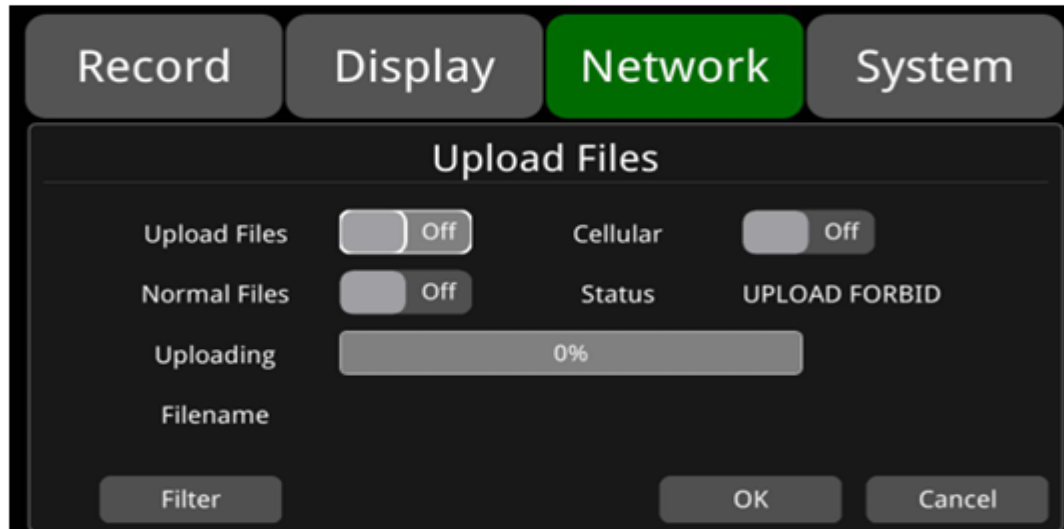 Record Display Network System
Upload Files
Upload Files Off Cellular Off
Normal Files Off Status UPLOAD FORBID
Uploading 0%
Filename
Filter OK Cancel